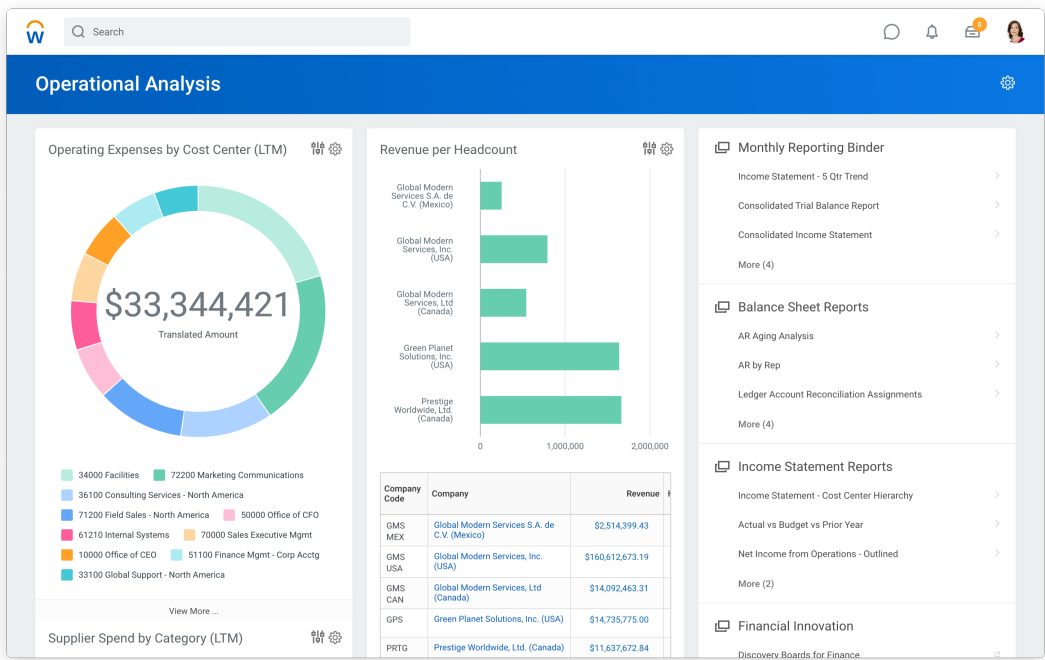 W
Search
8
Operational Analysis
Operating Expenses by Cost Center (LTM)
$33,344,421
Translated Amount
34000 Facilities
72200 Marketing Communications
36100 Consulting Services - North America
71200 Field Sales - North America
50000 Office of CFO
61210 Internal Systems
70000 Sales Executive Mgmt
10000 Office of CEO
51100 Finance Mgmt - Corp Acctg
33100 Global Support - North America
View More ...
Supplier Spend by Category (LTM)
Revenue per Headcount
Global Modern
Services S.A. de
C.V. (Mexico)
Global Modern
Services, Inc.
(USA)
Global Modern
Services, Ltd
(Canada)
Green Planet
Solutions, Inc.
(USA)
Prestige
Worldwide, Ltd.
(Canada)
0
1,000,000
2,000,000
Company
Code
Company
Revenue
GMS
MEX
Global Modern Services S.A. de
C.V. (Mexico)
$2,514,399.43
GMS
USA
Global Modern Services, Inc.
(USA)
$160,612,673.19
GMS
CAN
Global Modern Services, Ltd
(Canada)
$14,092,463.31
GPS
Green Planet Solutions, Inc. (USA)
$14,735,775.00
PRTG
Prestige Worldwide, Ltd. (Canada)
$11,637,672.84
Monthly Reporting Binder
Income Statement - 5 Qtr Trend
Consolidated Trial Balance Report
Consolidated Income Statement
More (4)
Balance Sheet Reports
AR Aging Analysis
AR by Rep
Ledger Account Reconciliation Assignments
More (4)
Income Statement Reports
Income Statement - Cost Center Hierarchy
Actual vs Budget vs Prior Year
Net Income from Operations - Outlined
More (2)
Financial Innovation
Discovery Boards for Finance